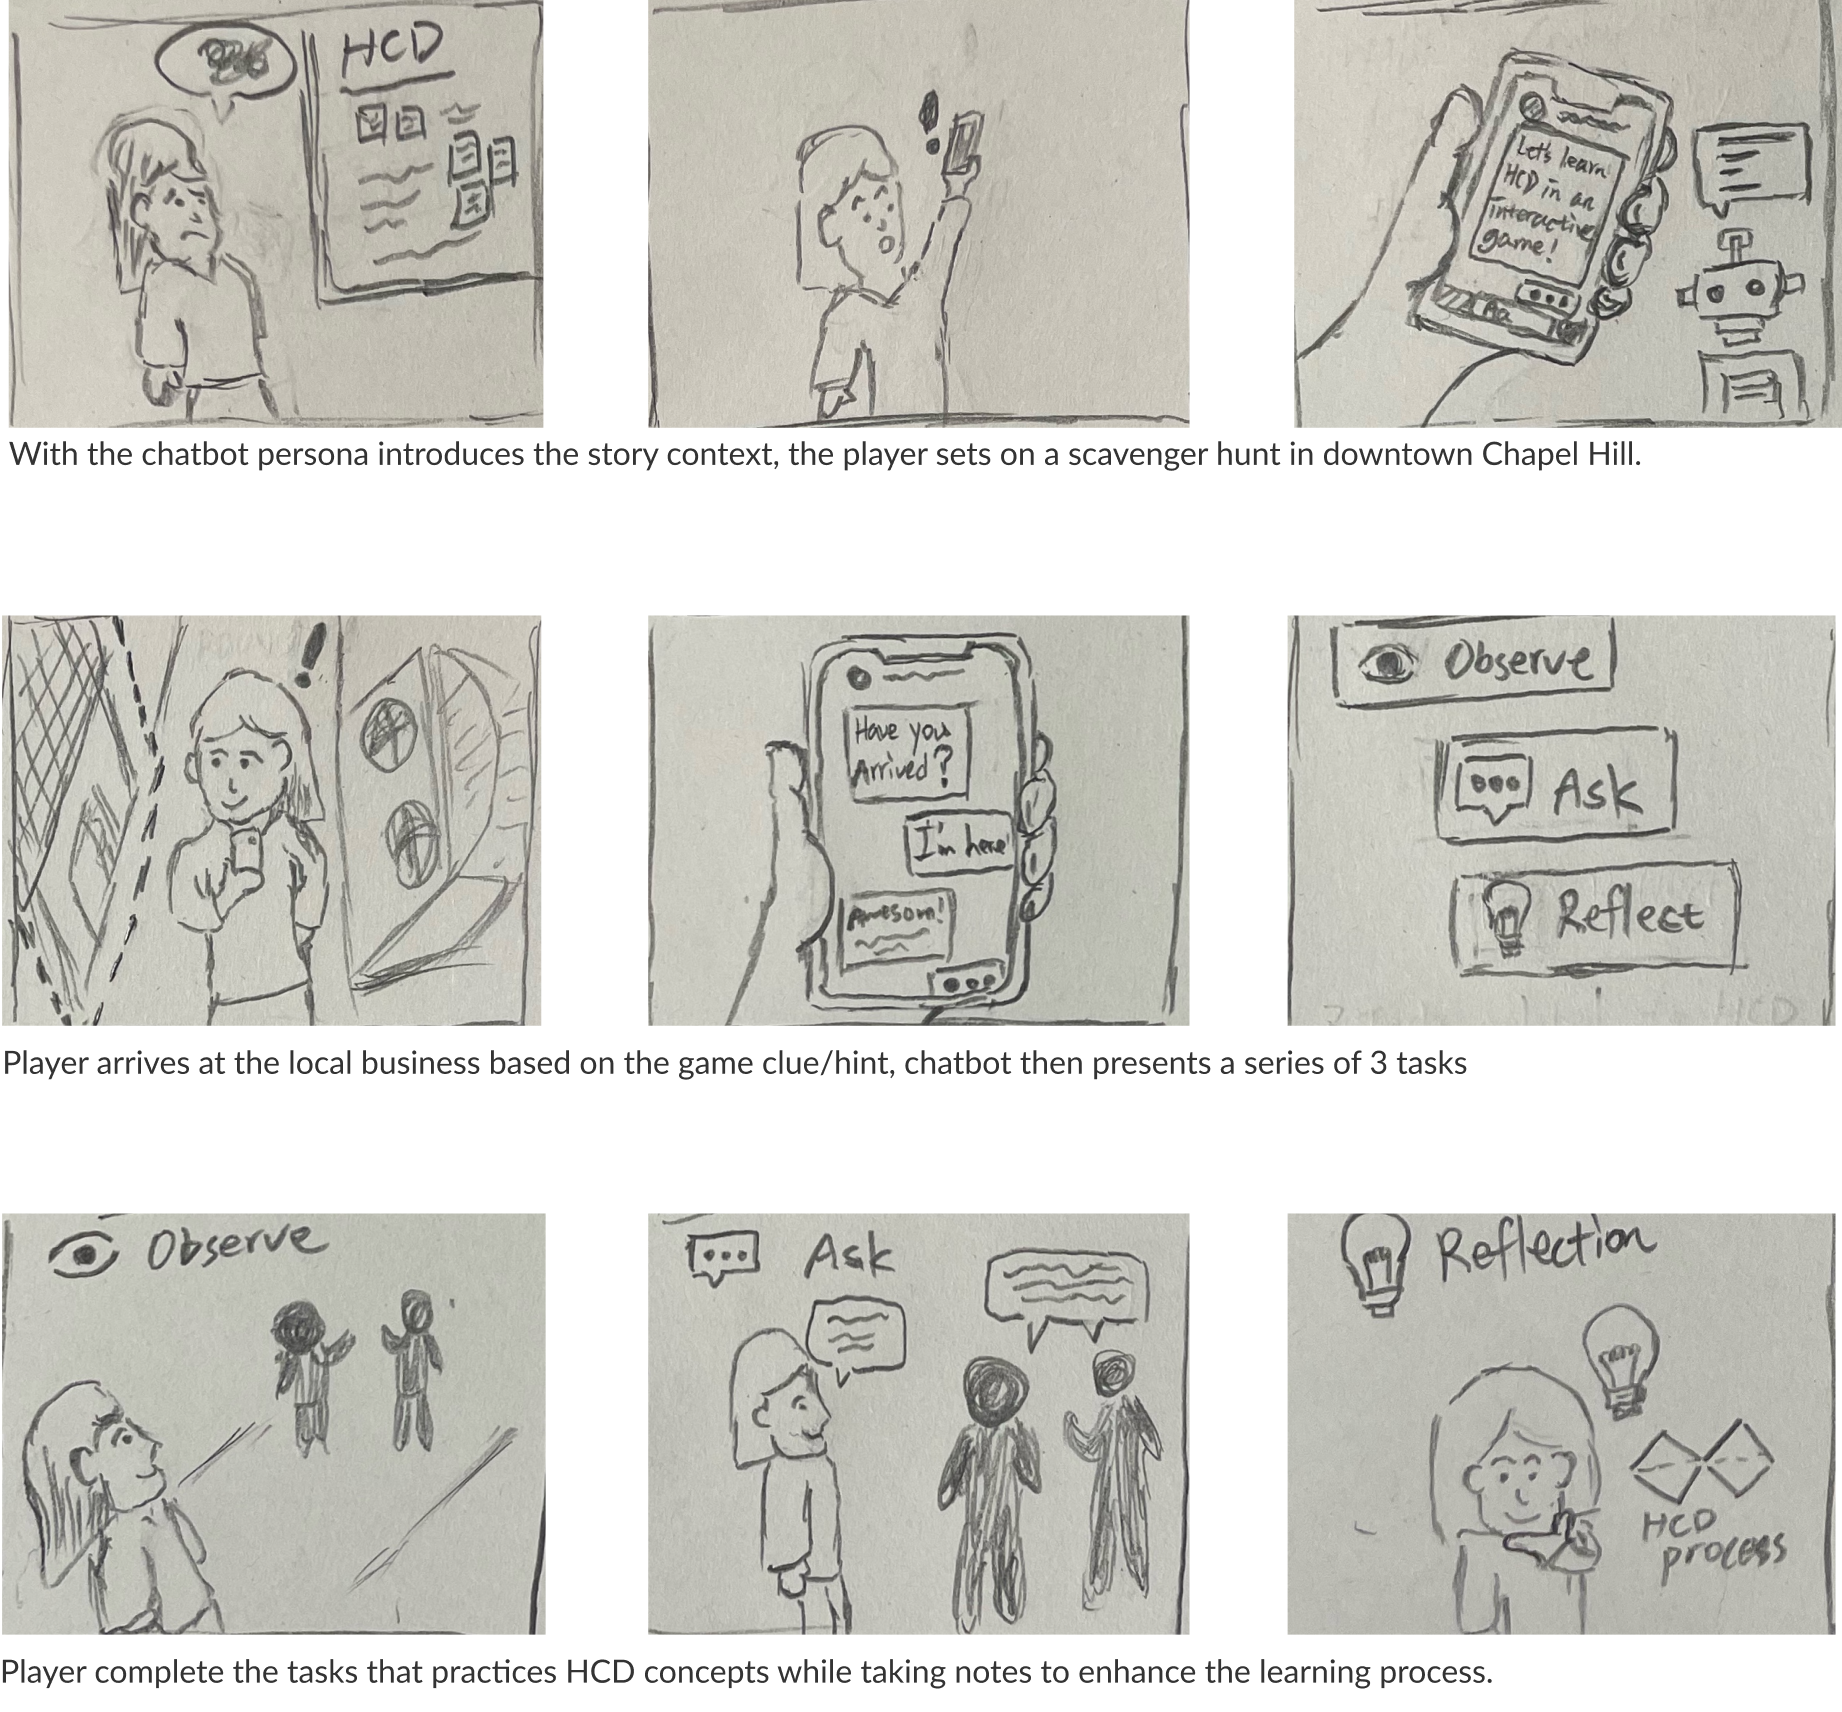 HCD
Let's learn
HCD in an
interactive
game!
Aa
With the chatbot persona introduces the story context, the player sets on a scavenger hunt in downtown Chapel Hill.
Have you
Arrived?
I'm here
Awesom!
Observe
Ask
Reflect
HCD
Player arrives at the local business based on the game clue/hint, chatbot then presents a series of 3 tasks
Observe
Ask
Reflection
HCD
process
Player complete the tasks that practices HCD concepts while taking notes to enhance the learning process.